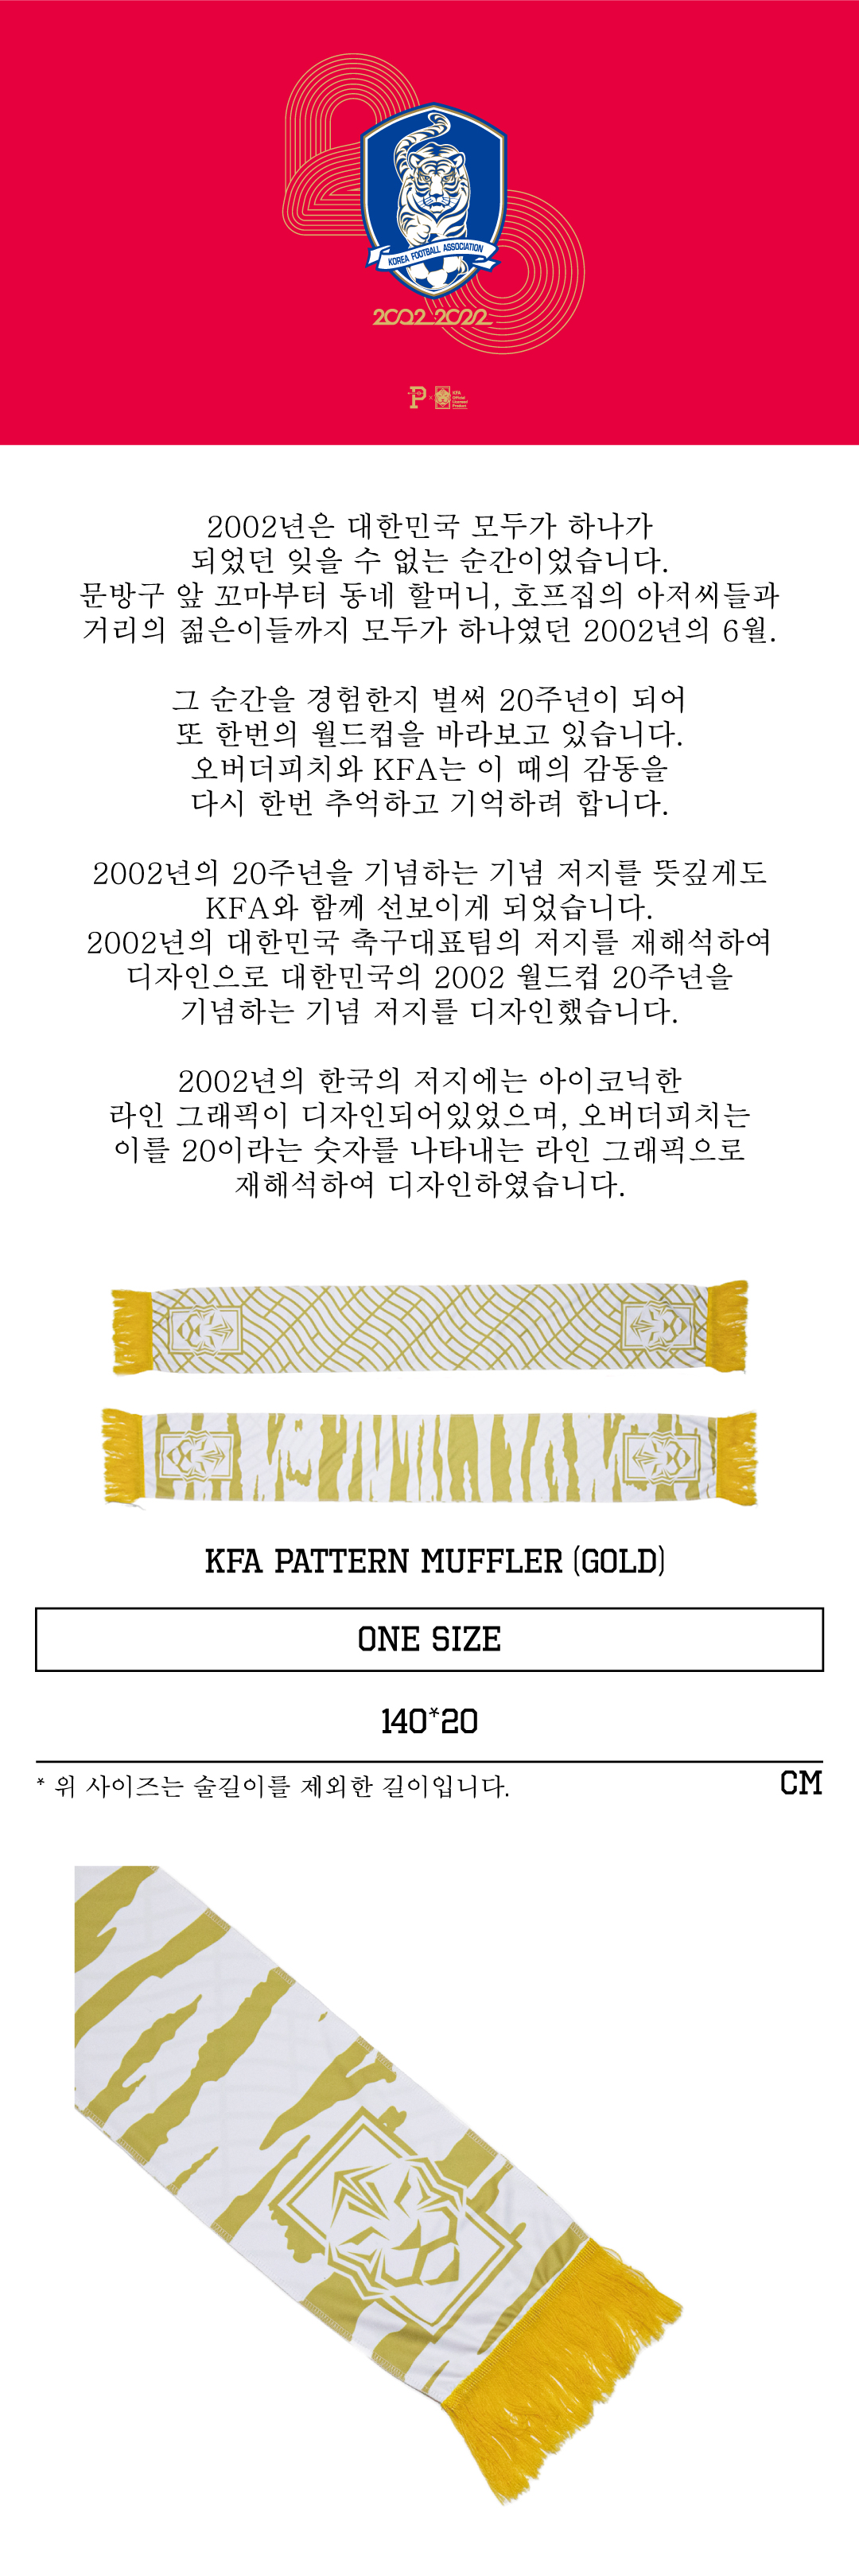 KOREA FOOTBALL ASSOCIATION
2002_2022
P
×
KFA
Official
Licensed
Product
2002년은 대한민국 모두가 하나가
되었던 잊을 수 없는 순간이었습니다.
문방구 앞 꼬마부터 동네 할머니, 호프집의 아저씨들과
거리의 젊은이들까지 모두가 하나였던 2002년의 6월.
그 순간을 경험한지 벌써 20주년이 되어
또 한번의 월드컵을 바라보고 있습니다.
오버더피치와 KFA는 이 때의 감동을
다시 한번 추억하고 기억하려 합니다.
2002년의 20주년을 기념하는 기념 저지를 뜻깊게도
KFA와 함께 선보이게 되었습니다.
2002년의 대한민국 축구대표팀의 저지를 재해석하여
디자인으로 대한민국의 2002 월드컵 20주년을
기념하는 기념 저지를 디자인했습니다.
2002년의 한국의 저지에는 아이코닉한
라인 그래픽이 디자인되어있었으며, 오버더피치는
이를 20이라는 숫자를 나타내는 라인 그래픽으로
재해석하여 디자인하였습니다.
KFA PATTERN MUFFLER (GOLD)
ONE SIZE
140*20
* 위 사이즈는 술길이를 제외한 길이입니다.
CM